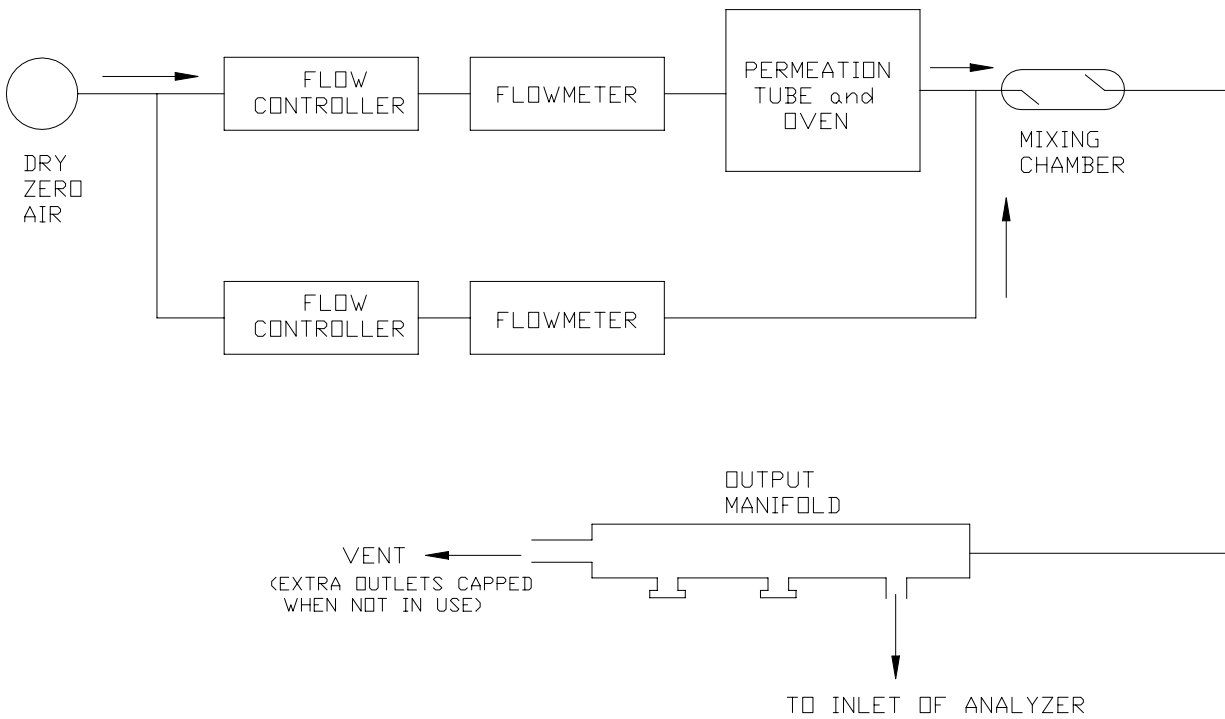 FLOW
CONTROLLER
FLOWMETER
PERMEATION
TUBE and
OVEN
DRY
ZERO
AIR
MIXING
CHAMBER
FLOW
CONTROLLER
FLOWMETER
OUTPUT
MANIFOLD
VENT
(EXTRA OUTLETS CAPPED
WHEN NOT IN USE)
TO INLET OF ANALYZER